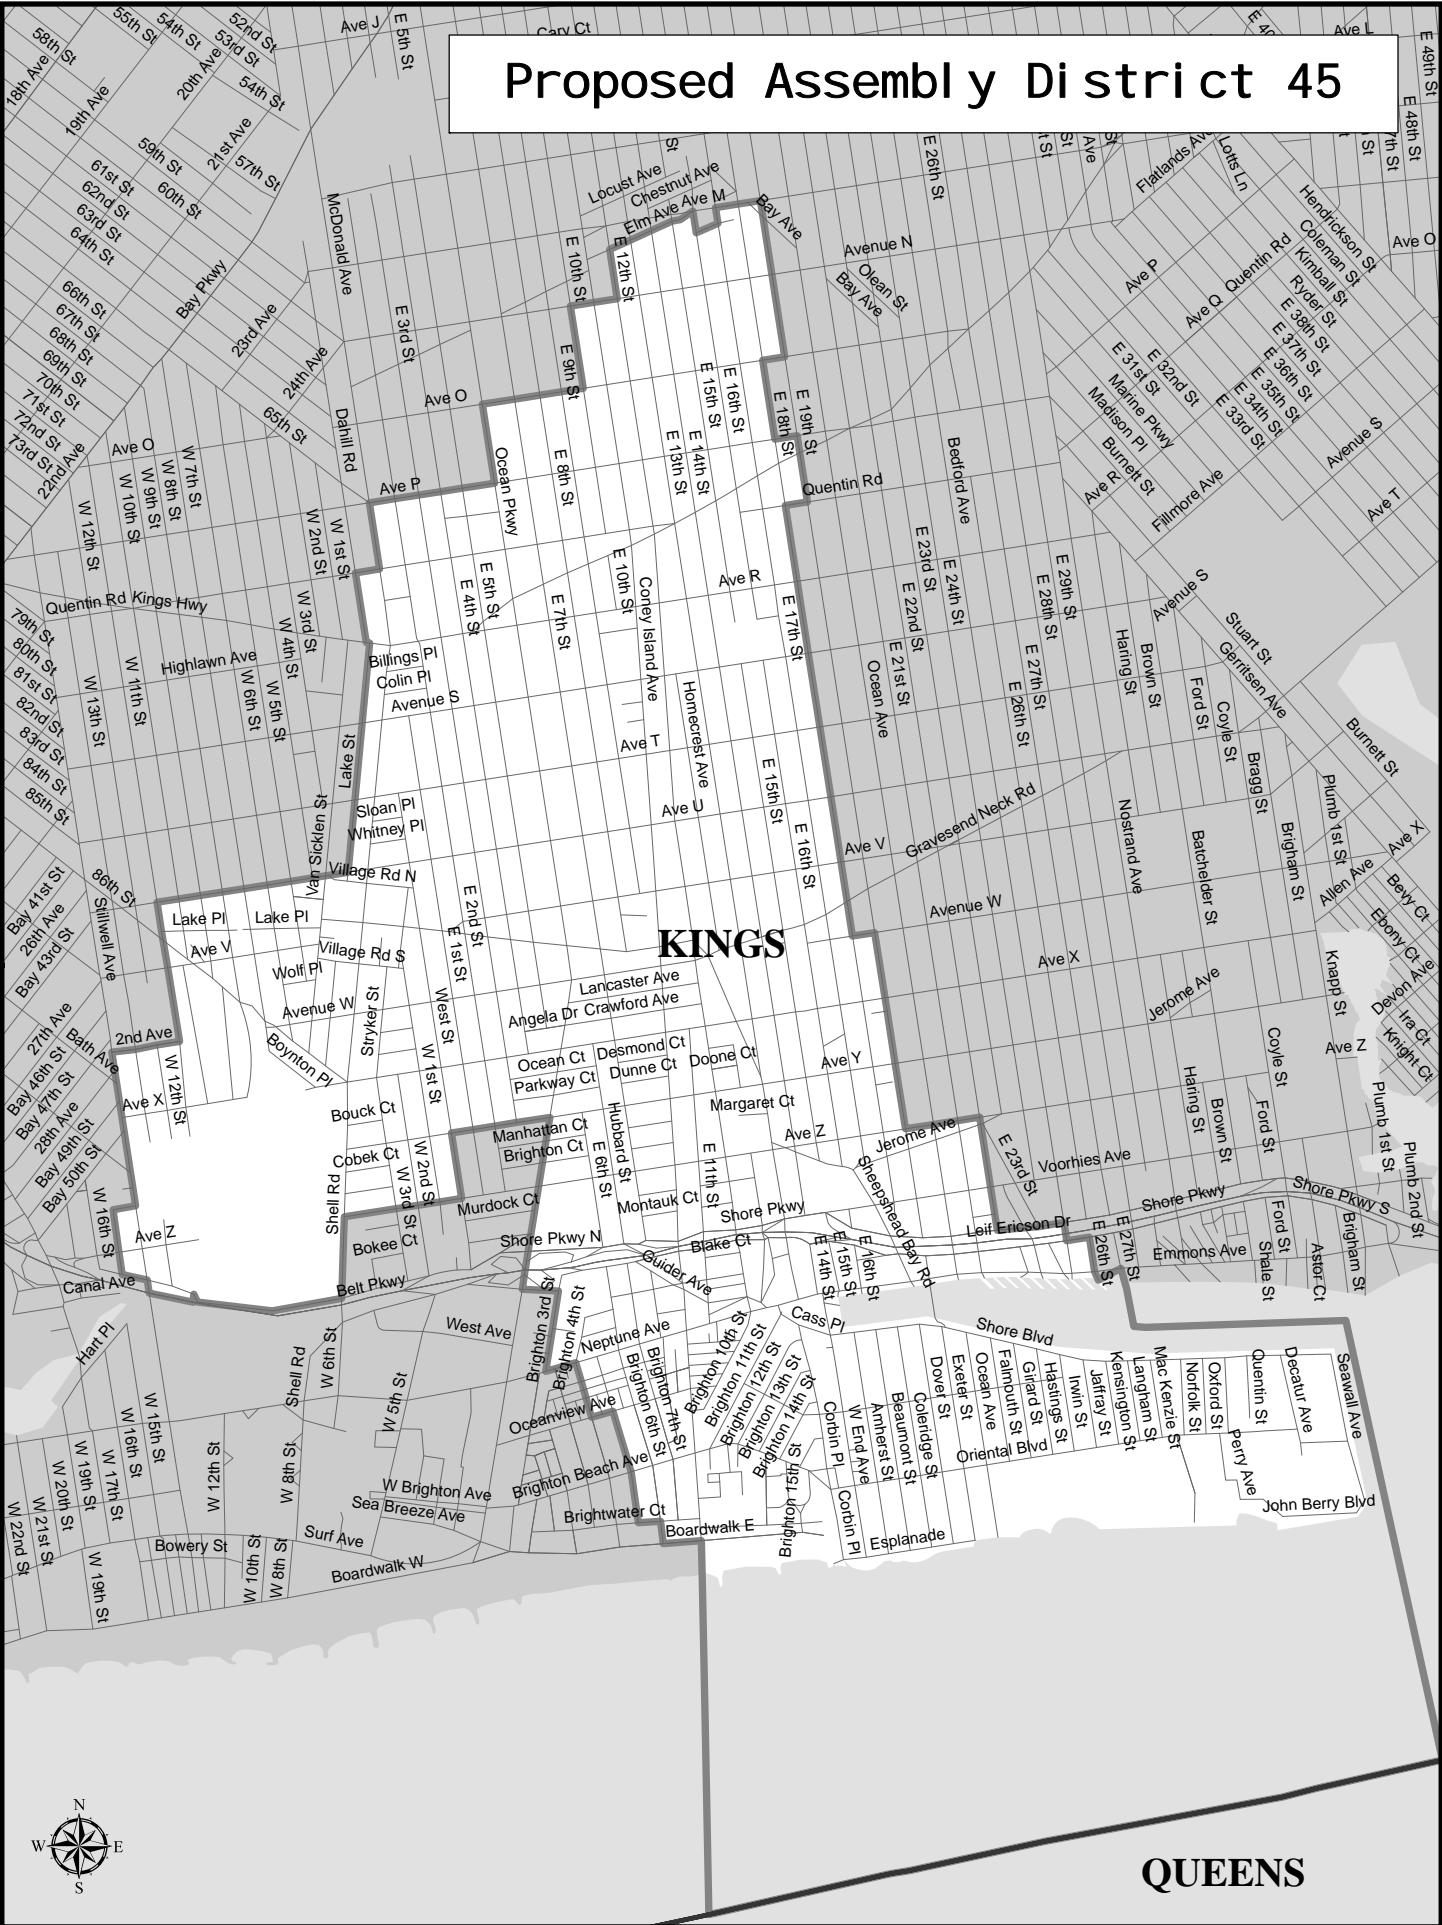 Proposed Assembly District 45
55th St
54th St
52nd St
53rd St
54th St
58th St
18th Ave
19th Ave
20th Ave
21st Ave
57th St
59th St
60th St
61st St
62nd St
63rd St
64th St
Ave J
E 5th St
Cary Ct
Ave L
E 49th St
E 48th St
E 26th St
Flatlands Ave
Lotts Ln
Hendrickson St
Coleman St
Kimball St
Ryder St
E 38th St
E 37th St
E 36th St
E 35th St
E 34th St
E 33rd St
Ave O
Locust Ave
Chestnut Ave
Elm Ave
Ave M
Bay Ave
Avenue N
Olean St
Bay Ave
McDonald Ave
E 10th St
E 12th St
Bay Pkwy
66th St
67th St
68th St
69th St
70th St
71st St
72nd St
73rd St
22nd Ave
23rd Ave
24th Ave
65th St
E 3rd St
E 9th St
Ave O
Dahill Rd
E 15th St
E 16th St
E 18th St
E 19th St
Ave P
Ave Q
Quentin Rd
E 31st St
E 32nd St
Marine Pkwy
Madison Pl
Burnett St
Ave R
Fillmore Ave
Avenue S
Ave T
Ave O
W 7th St
W 8th St
W 9th St
W 10th St
W 12th St
Ave P
Ocean Pkwy
E 8th St
E 13th St
E 14th St
Quentin Rd
Bedford Ave
W 2nd St
W 1st St
Quentin Rd
Kings Hwy
W 3rd St
W 4th St
E 4th St
E 5th St
E 7th St
E 10th St
Coney Island Ave
Ave R
E 17th St
E 23rd St
E 24th St
E 22nd St
E 21st St
Ocean Ave
E 29th St
E 28th St
E 27th St
E 26th St
Avenue S
Stuart St
Gerritsen Ave
Burnett St
Haring St
Brown St
Ford St
Coyle St
Bragg St
79th St
80th St
81st St
82nd St
83rd St
84th St
85th St
Highlawn Ave
W 11th St
W 13th St
W 6th St
W 5th St
Billings Pl
Colin Pl
Avenue S
Ave T
Homecrest Ave
Lake St
Sloan Pl
Whitney Pl
Ave U
E 15th St
E 16th St
Ave V
Gravesend Neck Rd
Nostrand Ave
Batchelder St
Brigham St
Plumb 1st St
Ave X
Allen Ave
Bevy Ct
Ebony Ct
Devon Ave
Ira Ct
Knight Ct
Van Sicklen St
Village Rd N
86th St
Bay 41st St
26th Ave
Bay 43rd St
Stillwell Ave
Lake Pl
Lake Pl
Ave V
Wolf Pl
Village Rd S
E 2nd St
E 1st St
KINGS
Avenue W
Ave X
Jerome Ave
Knapp St
Ave Z
27th Ave
Bath Ave
Bay 46th St
Bay 47th St
28th Ave
Bay 49th St
Bay 50th St
2nd Ave
W 12th St
Ave X
Avenue W
Boynton Pl
Stryker St
West St
W 1st St
Lancaster Ave
Angela Dr
Crawford Ave
Ocean Ct
Desmond Ct
Parkway Ct
Dunne Ct
Doone Ct
Ave Y
Margaret Ct
Ave Z
Jerome Ave
Coyle St
Haring St
Brown St
Ford St
Plumb 1st St
Plumb 2nd St
Bouck Ct
Cobek Ct
W 2nd St
W 3rd St
Shell Rd
Manhattan Ct
Brighton Ct
Hubbard St
E 6th St
E 11th St
Sheepshead Bay Rd
E 23rd St
Voorhies Ave
Shore Pkwy
Shore Pkwy S
W 16th St
Ave Z
Murdock Ct
Montauk Ct
Shore Pkwy
Shore Pkwy N
Bokee Ct
Blake Ct
Guider Ave
Leif Ericson Dr
E 26th St
E 27th St
Emmons Ave
Shale St
Ford St
Astor Ct
Brigham St
Canal Ave
Belt Pkwy
E 14th St
E 15th St
E 16th St
Hart Pl
Shell Rd
W 6th St
West Ave
Brighton 3rd St
Brighton 4th St
Neptune Ave
Cass Pl
Shore Blvd
Brighton 10th St
Brighton 11th St
Brighton 12th St
Brighton 13th St
Brighton 14th St
Brighton 15th St
Brighton 7th St
Brighton 6th St
Oceanview Ave
Brighton Beach Ave
Brightwater Ct
Boardwalk E
W 5th St
W Brighton Ave
Sea Breeze Ave
Surf Ave
Boardwalk W
Bowery St
W 8th St
W 10th St
W 8th St
W 12th St
W 15th St
W 16th St
W 17th St
W 19th St
W 20th St
W 21st St
W 22nd St
W 19th St
Corbin Pl
Corbin Pl
W End Ave
Amherst St
Beaumont St
Coleridge St
Dover St
Exeter St
Ocean Ave
Falmouth St
Girard St
Hastings St
Irwin St
Jaffray St
Kensington St
Langham St
Mac Kenzie St
Norfolk St
Oxford St
Perry Ave
Quentin St
Decatur Ave
Seawall Ave
Oriental Blvd
Esplanade
John Berry Blvd
N
W
E
S
QUEENS